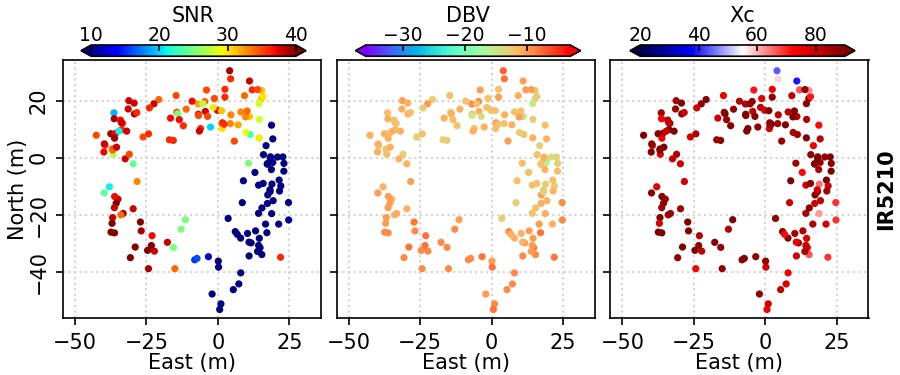 SNR
DBV
Xc
10 20 30 40
−30 −20 −10
20 40 60 80
North (m)
20
0
−20
−40
IR5210
−50 −25 0 25
−50 −25 0 25
−50 −25 0 25
East (m)
East (m)
East (m)